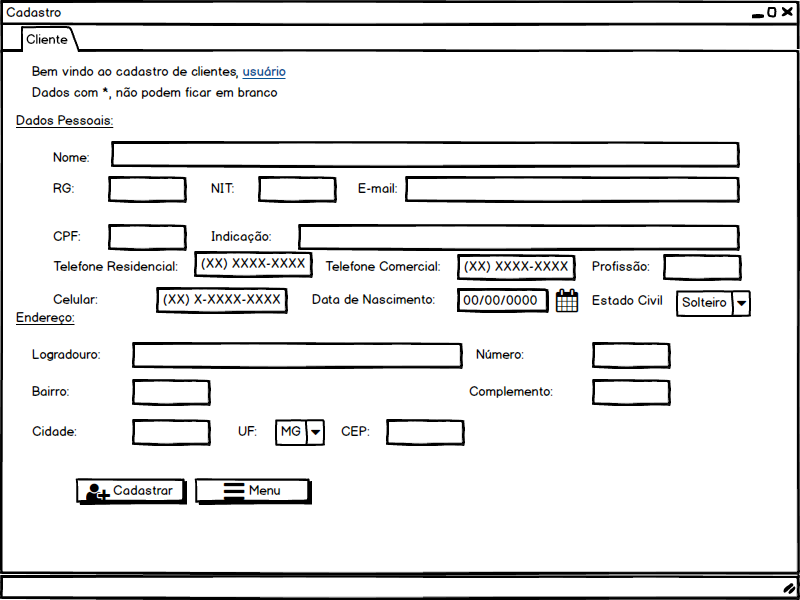 Cadastro
Cliente
Bem vindo ao cadastro de clientes, usuário
Dados com *, não podem ficar em branco
Dados Pessoais:
Nome:
RG: NIT: E-mail:
CPF: Indicação:
Telefone Residencial: (XX) XXXX-XXXX Telefone Comercial: (XX) XXXX-XXXX Profissão:
Celular: (XX) X-XXXX-XXXX Data de Nascimento: 00/00/0000 Estado Civil Solteiro
Endereço:
Logradouro: Número:
Bairro: Complemento:
Cidade: UF: MG CEP:
Cadastrar Menu